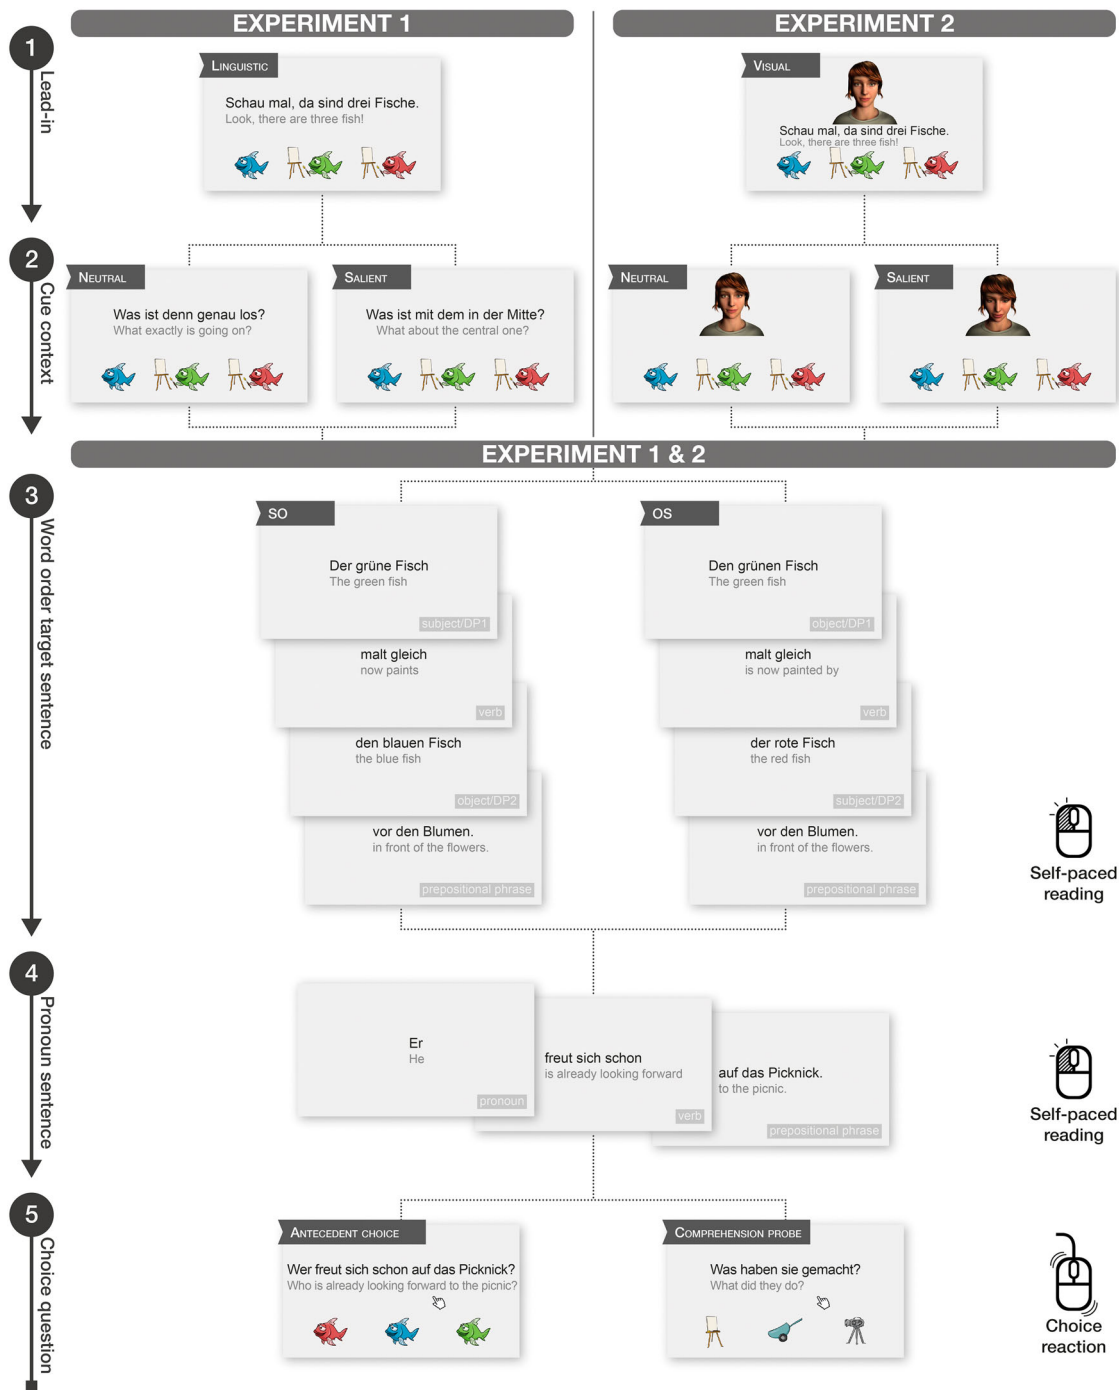 EXPERIMENT 1
EXPERIMENT 2
1
Lead-in
LINGUISTIC
Schau mal, da sind drei Fische.
Look, there are three fish!
VISUAL
Schau mal, da sind drei Fische.
Look, there are three fish!
2
Cue context
NEUTRAL
Was ist denn genau los?
What exactly is going on?
SALIENT
Was ist mit dem in der Mitte?
What about the central one?
NEUTRAL
SALIENT
EXPERIMENT 1 & 2
3
Word order target sentence
SO
Der grüne Fisch
The green fish
subject/DP1
malt gleich
now paints
verb
den blauen Fisch
the blue fish
object/DP2
vor den Blumen.
in front of the flowers.
prepositional phrase
OS
Den grünen Fisch
The green fish
object/DP1
malt gleich
is now painted by
verb
der rote Fisch
the red fish
subject/DP2
vor den Blumen.
in front of the flowers.
prepositional phrase
Self-paced
reading
4
Pronoun sentence
Er
He
pronoun
freut sich schon
is already looking forward
verb
auf das Picknick.
to the picnic.
prepositional phrase
Self-paced
reading
5
Choice question
ANTECEDENT CHOICE
Wer freut sich schon auf das Picknick?
Who is already looking forward to the picnic?
COMPREHENSION PROBE
Was haben sie gemacht?
What did they do?
Choice
reaction